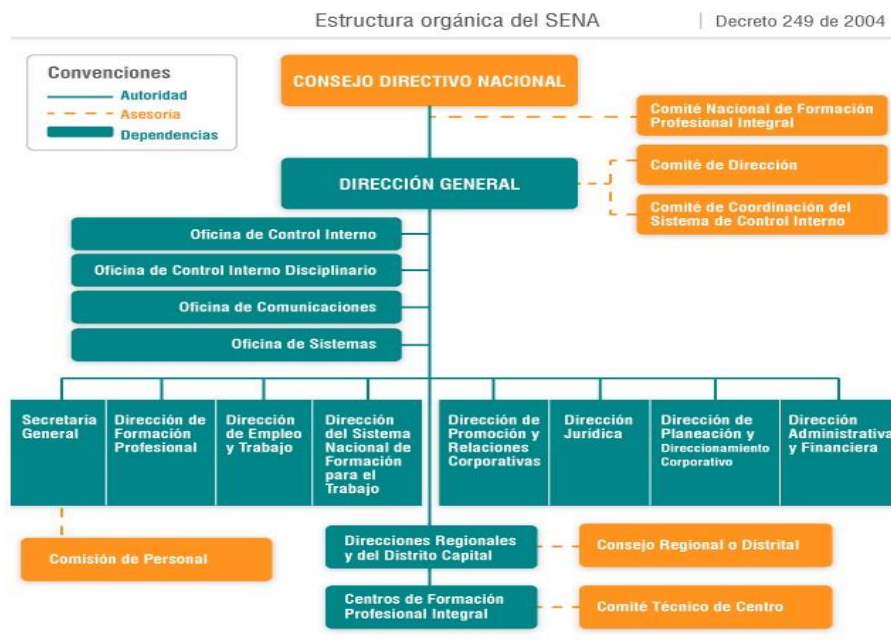 Estructura orgánica del SENA
Decreto 249 de 2004
Convenciones
Autoridad
Asesoría
Dependencias
CONSEJO DIRECTIVO NACIONAL
Comité Nacional de Formación
Profesional Integral
DIRECCIÓN GENERAL
Comité de Dirección
Comité de Coordinación del
Sistema de Control Interno
Oficina de Control Interno
Oficina de Control Interno Disciplinario
Oficina de Comunicaciones
Oficina de Sistemas
Secretaría
General
Dirección de
Formación
Profesional
Dirección
de Empleo
y Trabajo
Dirección
del Sistema
Nacional de
Formación
para el
Trabajo
Dirección de
Promoción y
Relaciones
Corporativas
Dirección
Jurídica
Dirección de
Planeación y
Direccionamiento
Corporativo
Dirección
Administrativa
y Financiera
Comisión de Personal
Direcciones Regionales
y del Distrito Capital
Consejo Regional o Distrital
Centros de Formación
Profesional Integral
Comité Técnico de Centro